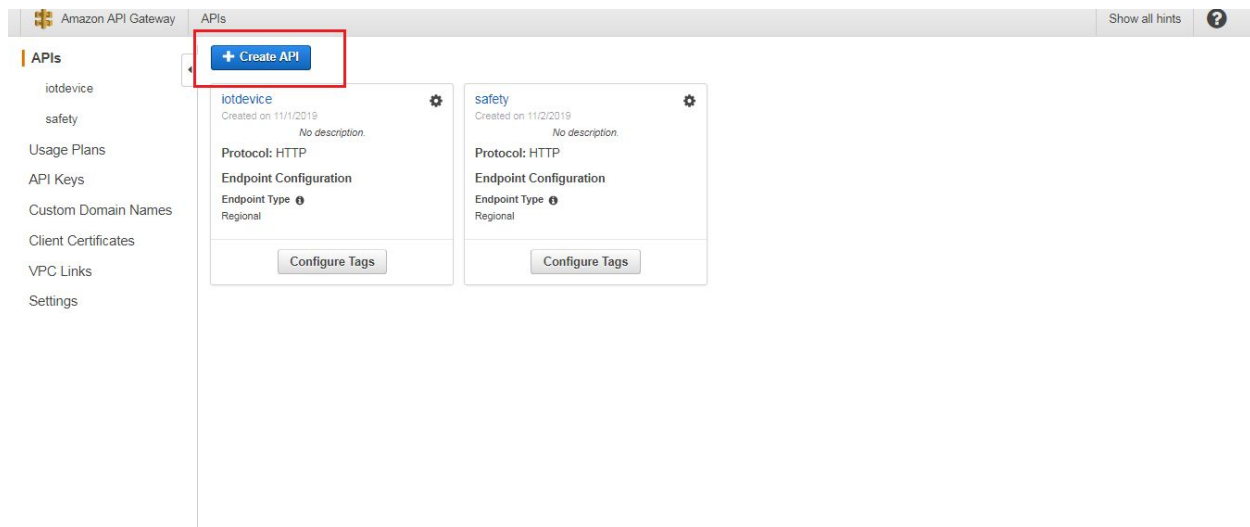 Amazon API Gateway APIs Show all hints ?
APIs
iotdevice
safety
Usage Plans
API Keys
Custom Domain Names
Client Certificates
VPC Links
Settings
+ Create API
iotdevice
Created on 11/1/2019
No description.
Protocol: HTTP
Endpoint Configuration
Endpoint Type i
Regional
Configure Tags
safety
Created on 11/2/2019
No description.
Protocol: HTTP
Endpoint Configuration
Endpoint Type i
Regional
Configure Tags